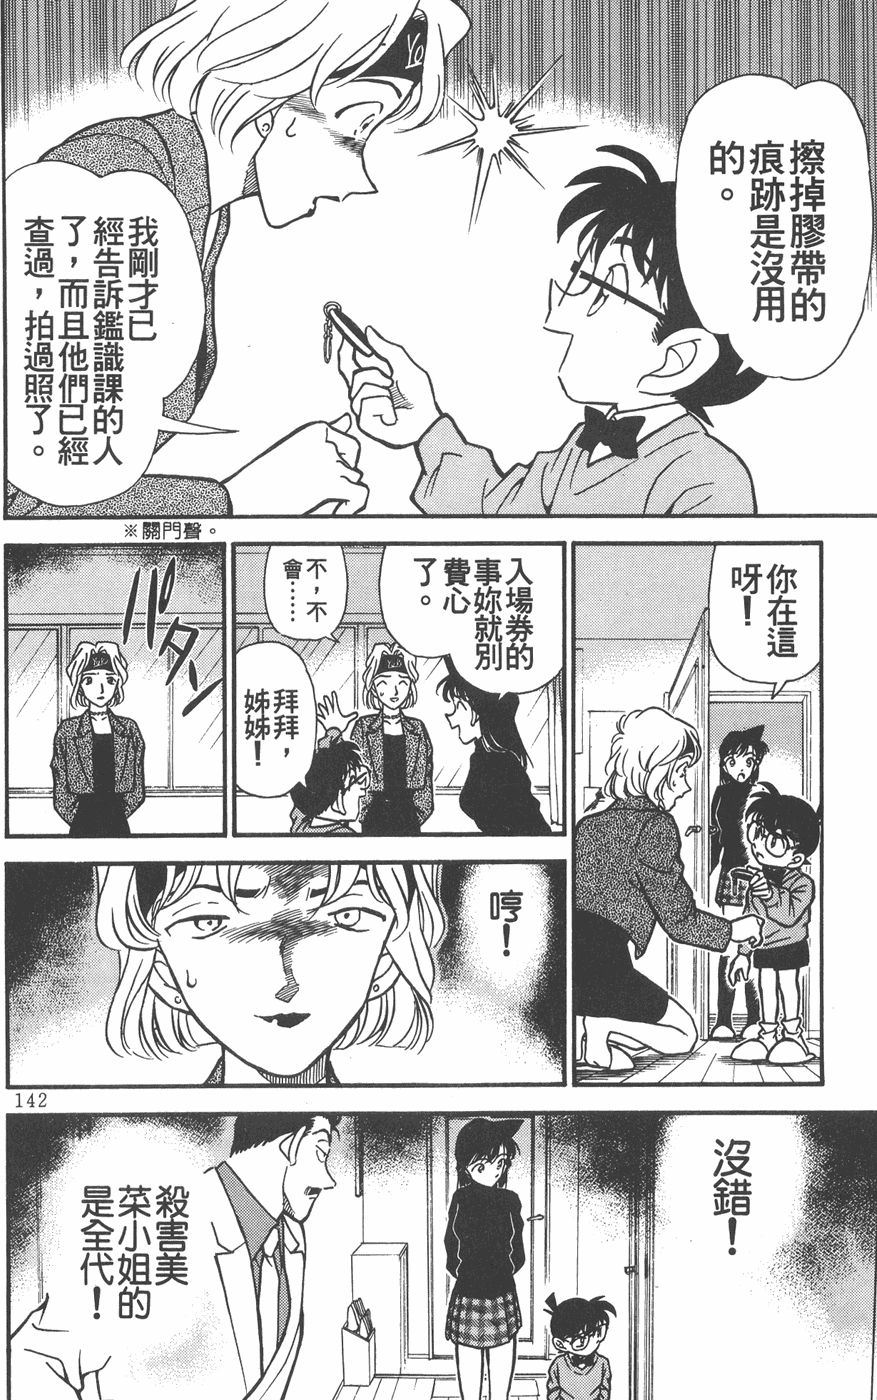 擦掉膠帶的
痕跡是沒用
的。
我剛才已
經告訴鑑識課的人
了，而且他們已經
查過，拍過照了。
你在這
呀！
入場券的
事妳就別
費心
了。
不，不
會……
拜拜，
姊姊！
※關門聲。
バタン
哼！
142
沒錯！
殺害美
菜小姐的
是全代！